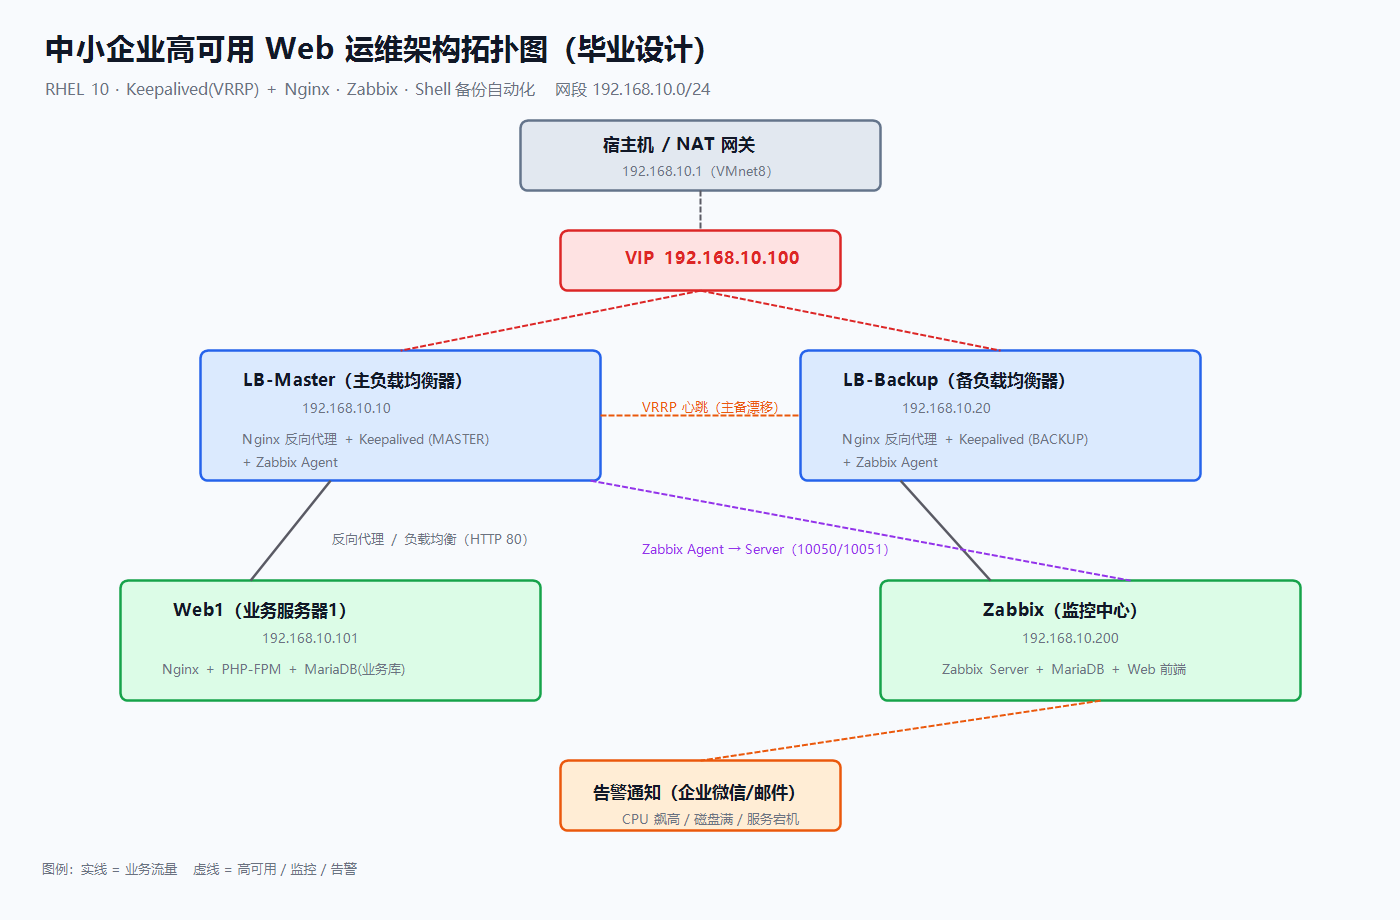 中小企业高可用 Web 运维架构拓扑图（毕业设计）
RHEL 10 · Keepalived(VRRP) + Nginx · Zabbix · Shell 备份自动化 网段 192.168.10.0/24
宿主机 / NAT 网关
192.168.10.1（VMnet8）
VIP 192.168.10.100
LB-Master（主负载均衡器）
192.168.10.10
Nginx 反向代理 + Keepalived (MASTER)
+ Zabbix Agent
VRRP 心跳（主备漂移）
LB-Backup（备负载均衡器）
192.168.10.20
Nginx 反向代理 + Keepalived (BACKUP)
+ Zabbix Agent
反向代理 / 负载均衡（HTTP 80）
Zabbix Agent → Server（10050/10051）
Web1（业务服务器1）
192.168.10.101
Nginx + PHP-FPM + MariaDB(业务库)
Zabbix（监控中心）
192.168.10.200
Zabbix Server + MariaDB + Web 前端
告警通知（企业微信/邮件）
CPU 飙高 / 磁盘满 / 服务宕机
图例：实线 = 业务流量 虚线 = 高可用 / 监控 / 告警